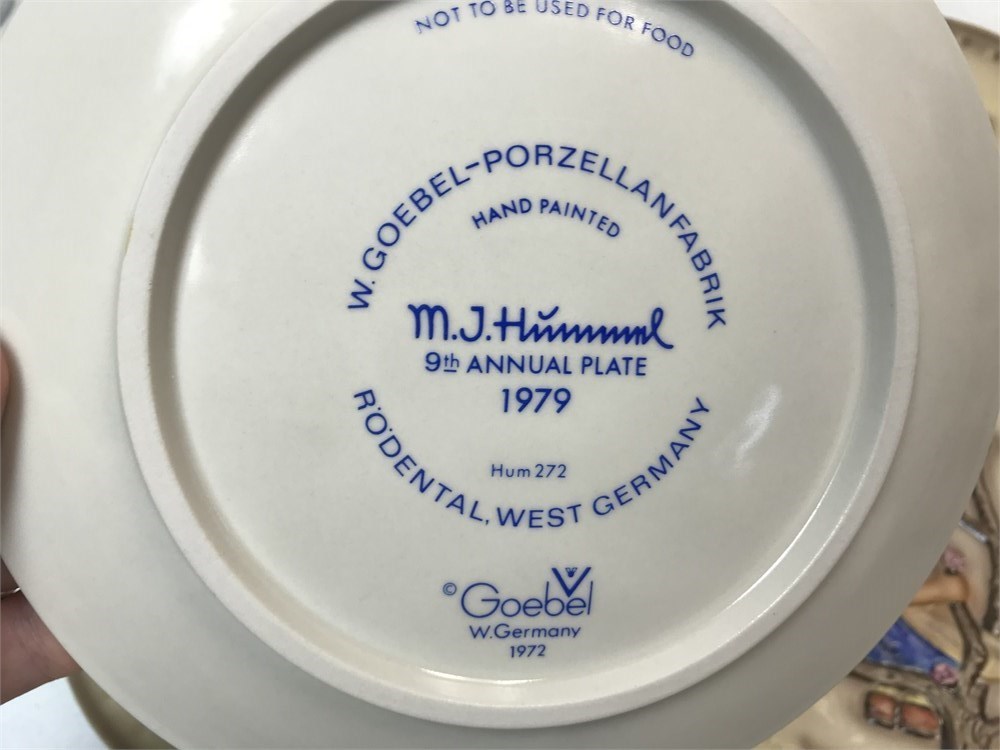 NOT TO BE USED FOR FOOD
W. GOEBEL-PORZELLANFABRIK
HAND PAINTED
M.J.Hummel
9th ANNUAL PLATE
1979
Hum 272
RÖDENTAL, WEST GERMANY
© Goebel
W.Germany
1972